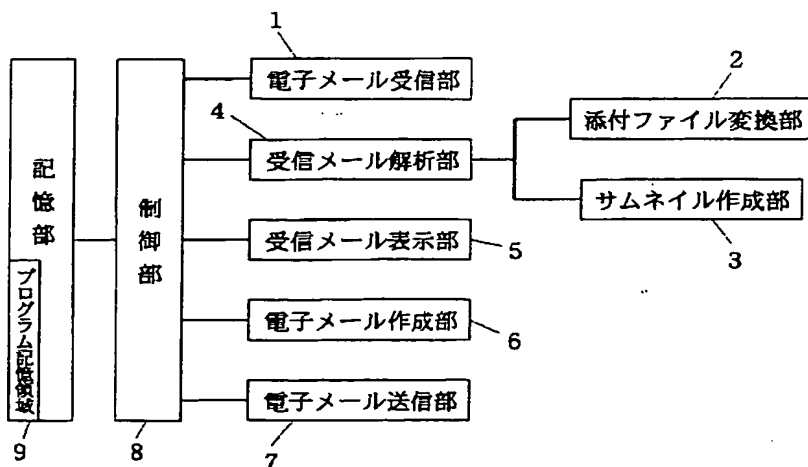 1
電子メール受信部
2
添付ファイル変換部
4
受信メール解析部
サムネイル作成部
3
記憶部
制御部
受信メール表示部
5
電子メール作成部
6
プログラム記憶領域
電子メール送信部
9
8
7